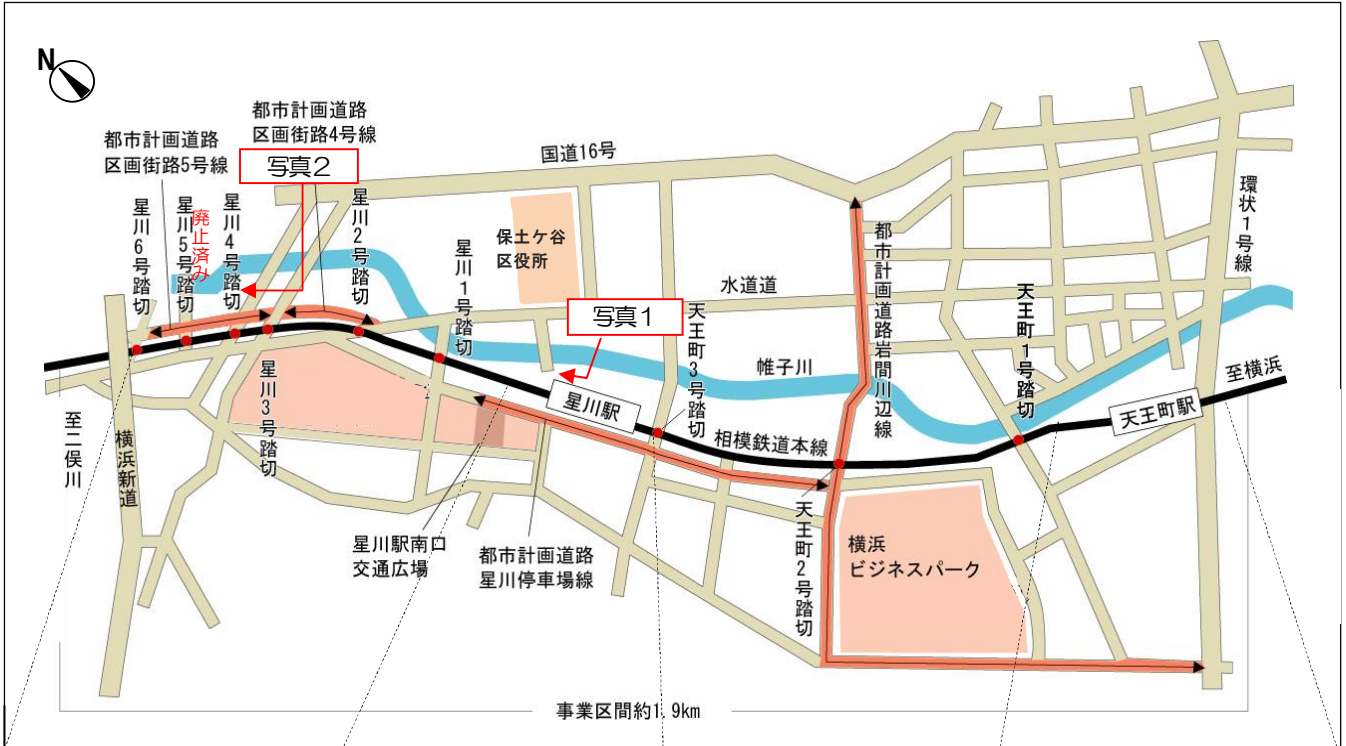 N
都市計画道路
区画街路4号線
都市計画道路
区画街路5号線
写真2
国道16号
環状1号線
星川6号踏切
星川5号踏切
廃止済み
星川4号踏切
星川2号踏切
星川1号踏切
保土ケ谷
区役所
水道道
都市計画道路岩間川辺線
写真1
天王町3号踏切
天王町1号踏切
帷子川
星川駅
至横浜
天王町駅
相模鉄道本線
星川3号踏切
至二俣川
横浜新道
星川駅南口
交通広場
都市計画道路
星川停車場線
天王町2号踏切
横浜
ビジネスパーク
事業区間約1.9km